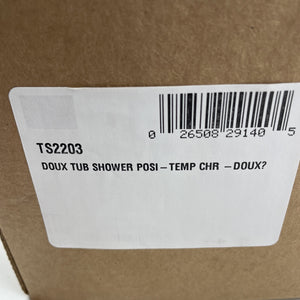 0 26508 29140 5
TS2203
DOUX TUB SHOWER POSI-TEMP CHR -DOUX?